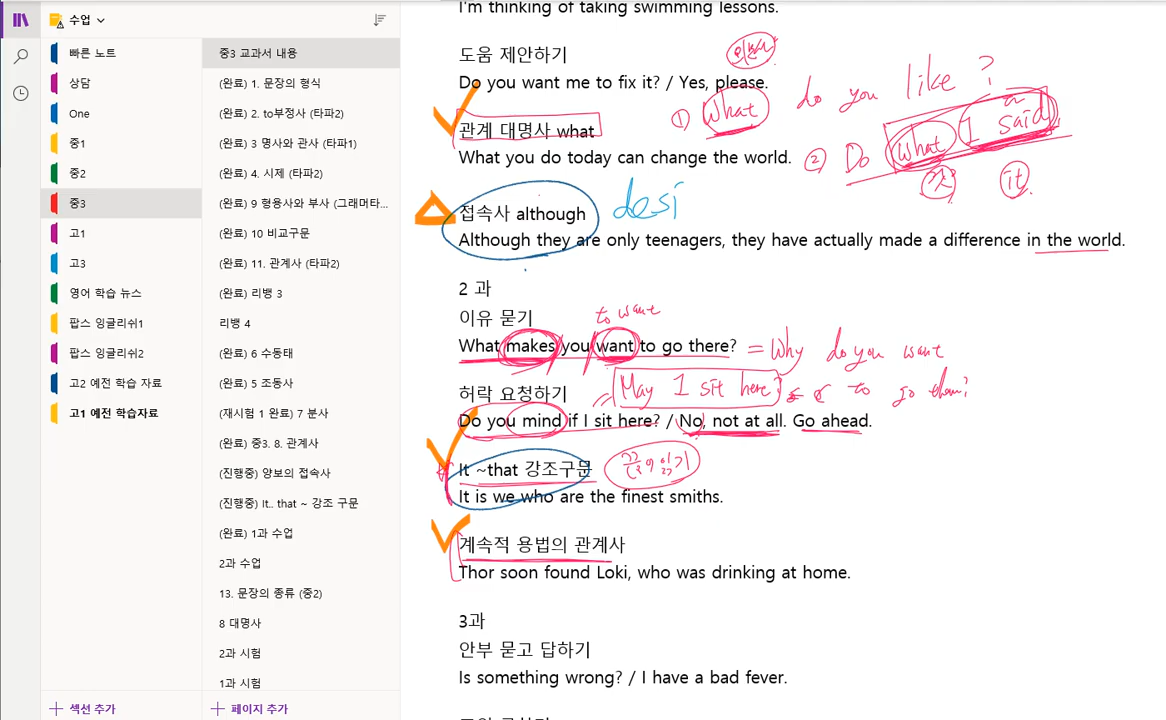 수업
빠른 노트
상담
One
중1
중2
중3
고1
고3
영어 학습 뉴스
팝스 잉글리쉬1
팝스 잉글리쉬2
고2 예전 학습 자료
고1 예전 학습자료
섹션 추가
중3 교과서 내용
(완료) 1. 문장의 형식
(완료) 2. to부정사 (타파2)
(완료) 3 명사와 관사 (타파1)
(완료) 4. 시제 (타파2)
(완료) 9 형용사와 부사 (그래머타...
(완료) 10 비교구문
(완료) 11. 관계사 (타파2)
(완료) 리뱅 3
리뱅 4
(완료) 6 수동태
(완료) 5 조동사
(재시험 1 완료) 7 분사
(완료) 중3. 8. 관계사
(진행중) 양보의 접속사
(진행중) It.. that ~ 강조 구문
(완료) 1과 수업
2과 수업
13. 문장의 종류 (중2)
8 대명사
2과 시험
1과 시험
페이지 추가
I'm thinking of taking swimming lessons.
도움 제안하기
의문사
Do you want me to fix it? / Yes, please.
① What do you like?
관계 대명사 what
What you do today can change the world.
② Do what I said
것 it
접속사 although
desi
Although they are only teenagers, they have actually made a difference in the world.
2 과
이유 묻기
to want
What makes you want to go there? = Why do you want
to go there?
허락 요청하기
May I sit here?
Do you mind if I sit here? / No, not at all. Go ahead.
It ~that 강조구문
It is we who are the finest smiths.
계속적 용법의 관계사
Thor soon found Loki, who was drinking at home.
3과
안부 묻고 답하기
Is something wrong? / I have a bad fever.